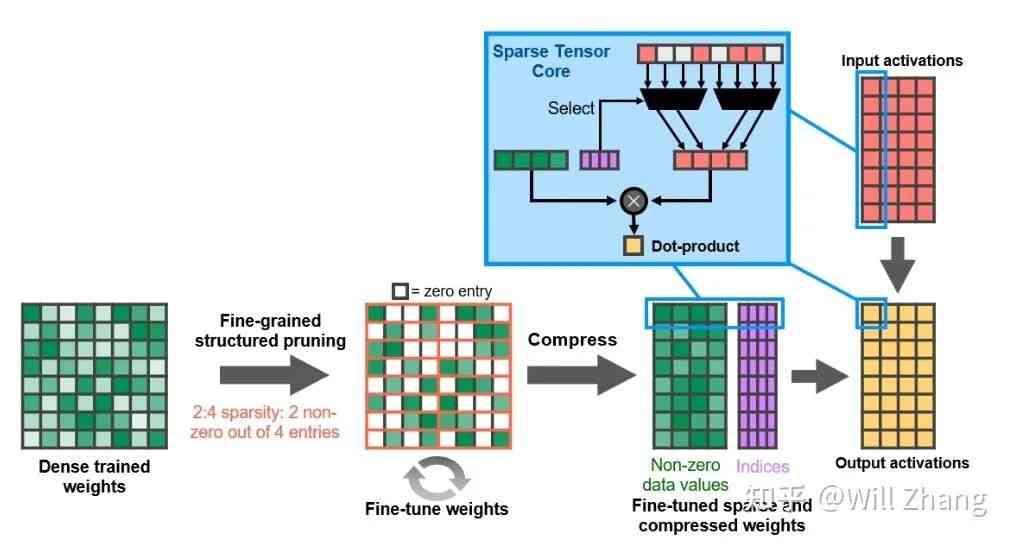 Sparse Tensor
Core
Select
Dot-product
Input activations
= zero entry
Fine-grained
structured pruning
2:4 sparsity: 2 non-
zero out of 4 entries
Compress
Dense trained
weights
Fine-tune weights
Non-zero
data values
Indices
Fine-tuned sparse and
compressed weights
Output activations
知乎 @Will Zhang